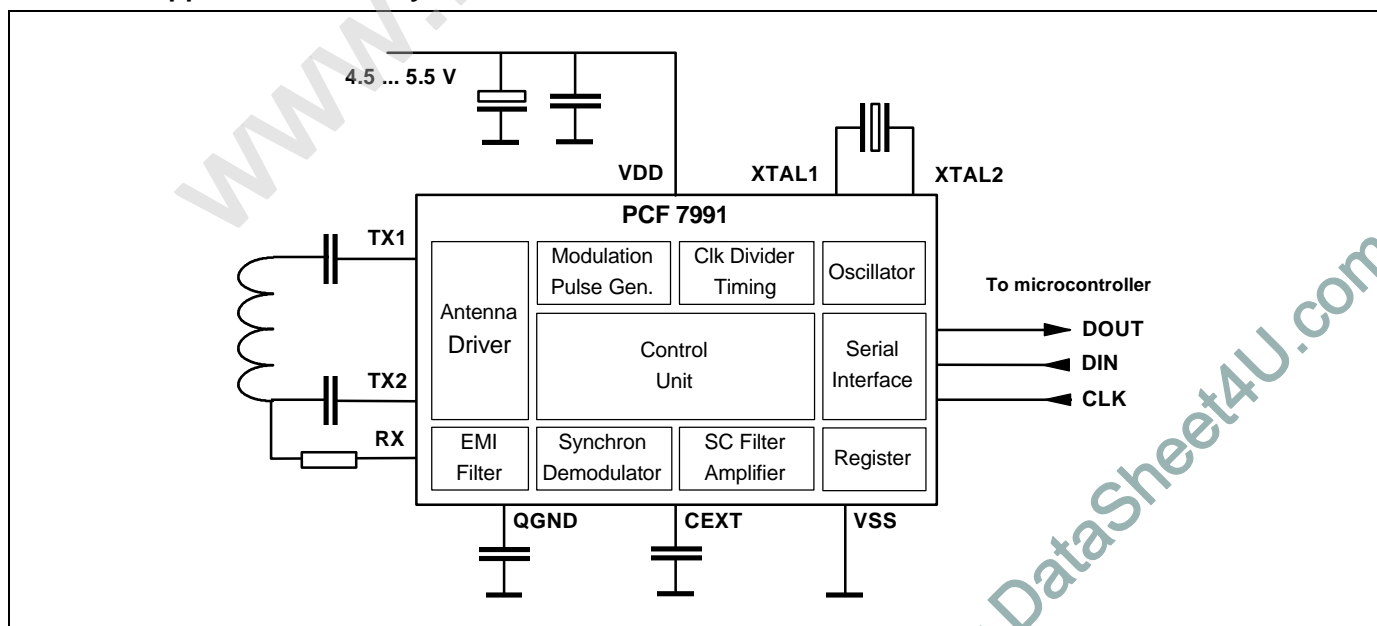 4.5 ... 5.5 V
VDD
XTAL1
XTAL2
PCF 7991
TX1
TX2
RX
Modulation
Pulse Gen.
Clk Divider
Timing
Oscillator
Antenna
Driver
Control
Unit
Serial
Interface
EMI
Filter
Synchron
Demodulator
SC Filter
Amplifier
Register
To microcontroller
DOUT
DIN
CLK
QGND
CEXT
VSS
www.
DataSheet4U.com